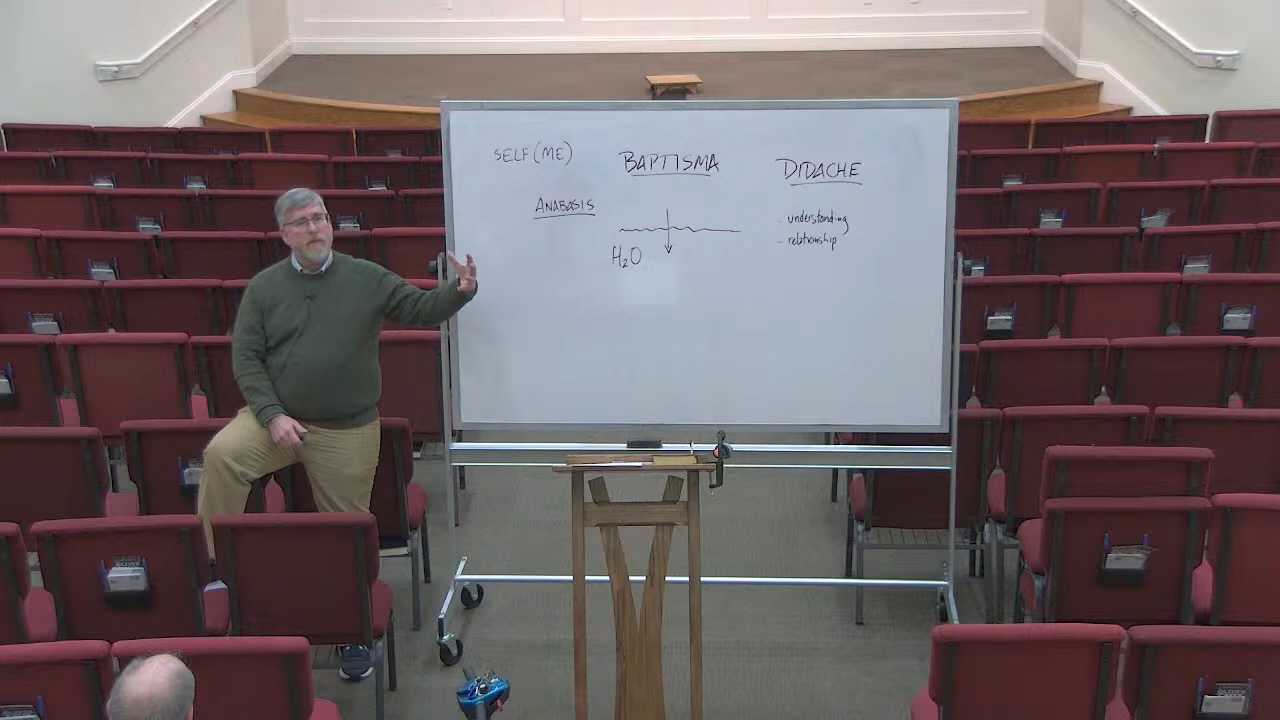 SELF (ME)
BAPTISMA
DIDACHE
ANABASIS
H₂O
- understanding
- relationship